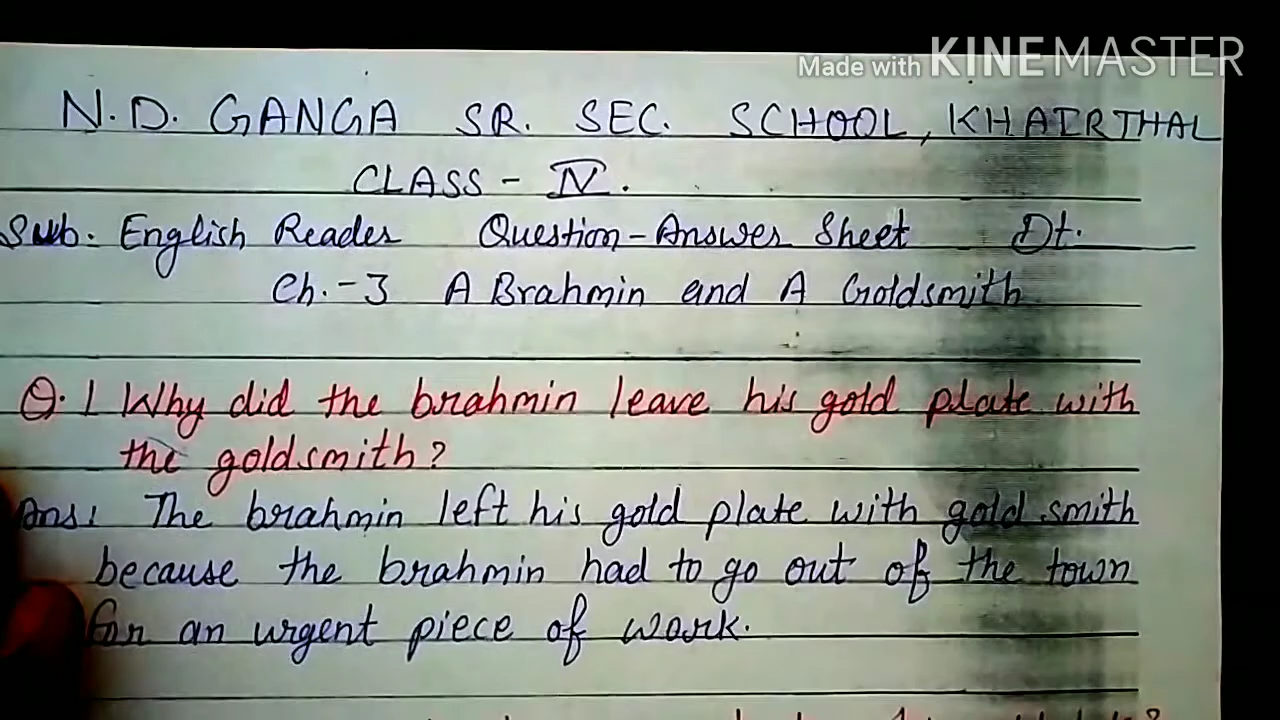 Made with KINEMASTER
N.D. GANGA SR. SEC. SCHOOL, KHAIRTHAL
CLASS - IV.
Sub. English Reader Question-Answer Sheet Dt.
Ch.-3 A Brahmin and A Goldsmith
Q.1 Why did the brahmin leave his gold plate with
the goldsmith?
Ans: The brahmin left his gold plate with gold smith
because the brahmin had to go out of the town
for an urgent piece of work.